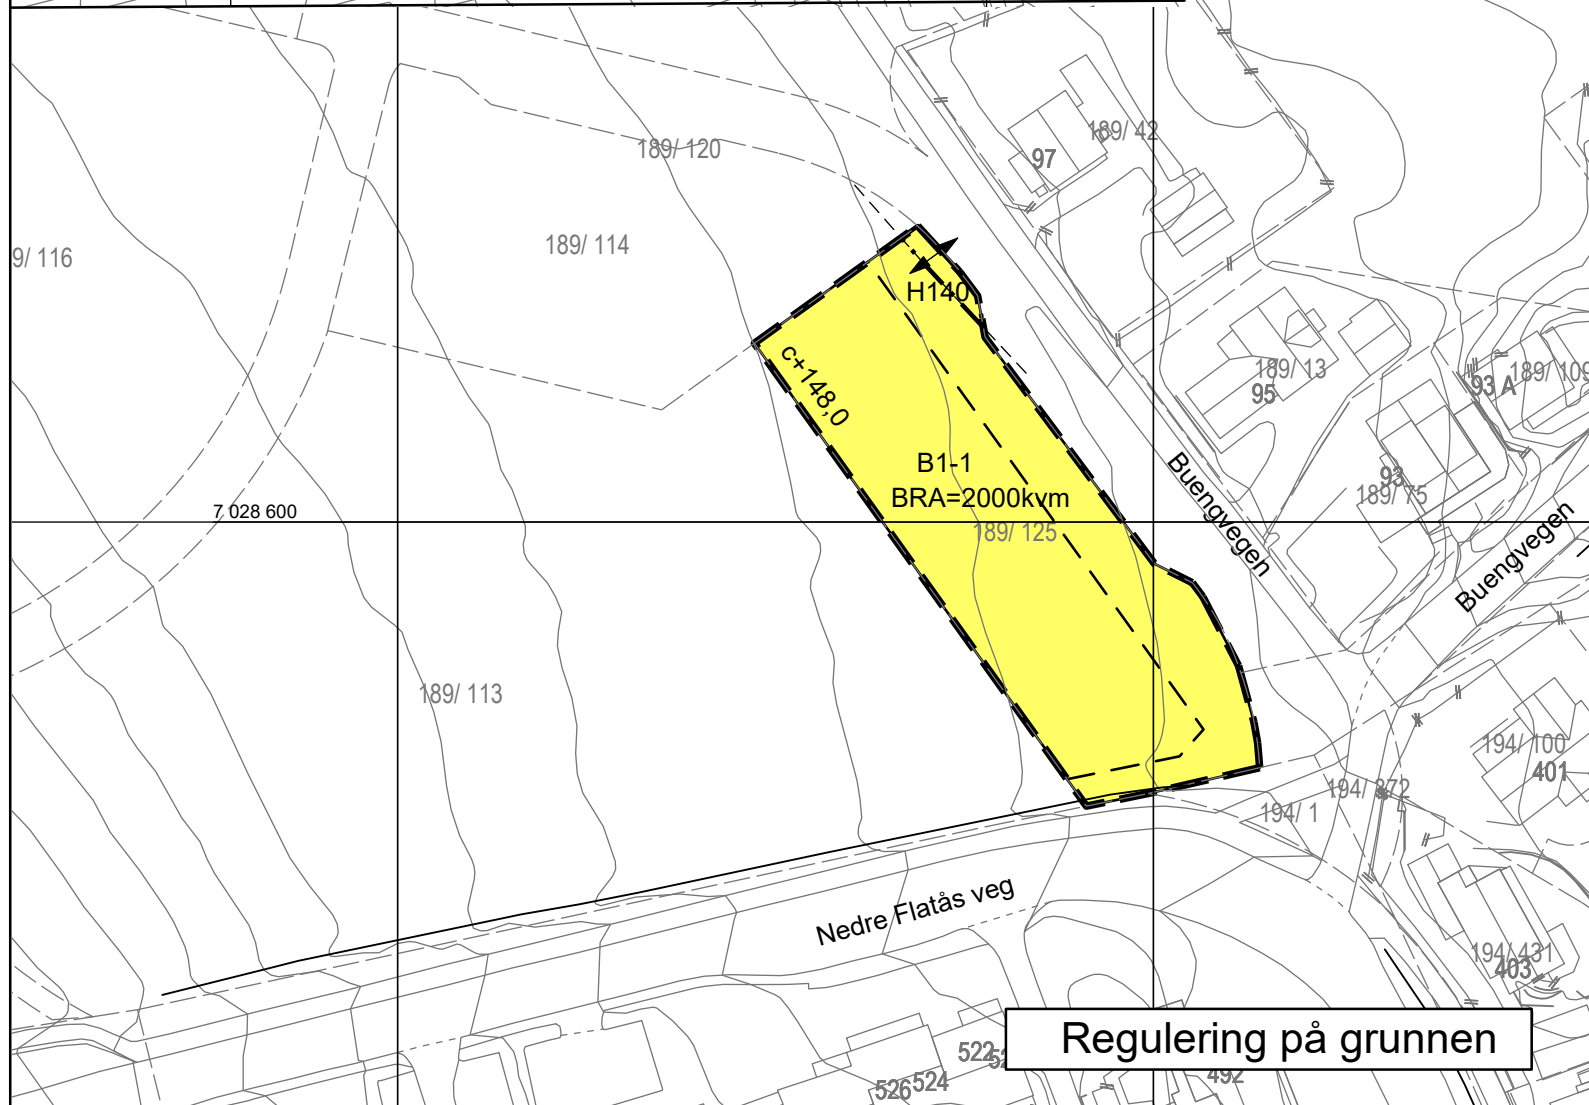 189/ 42
97
189/ 120
189/ 114
9/ 116
H140
c+148,0
189/ 13
95
93 A
189/ 109
B1-1
BRA=2000kvm
93
189/ 75
Buengvegen
7 028 600
189/ 125
Buengvegen
189/ 113
194/ 100
401
194/ 372
194/ 1
Nedre Flatås veg
194/ 431
403
Regulering på grunnen
522
524
526
492